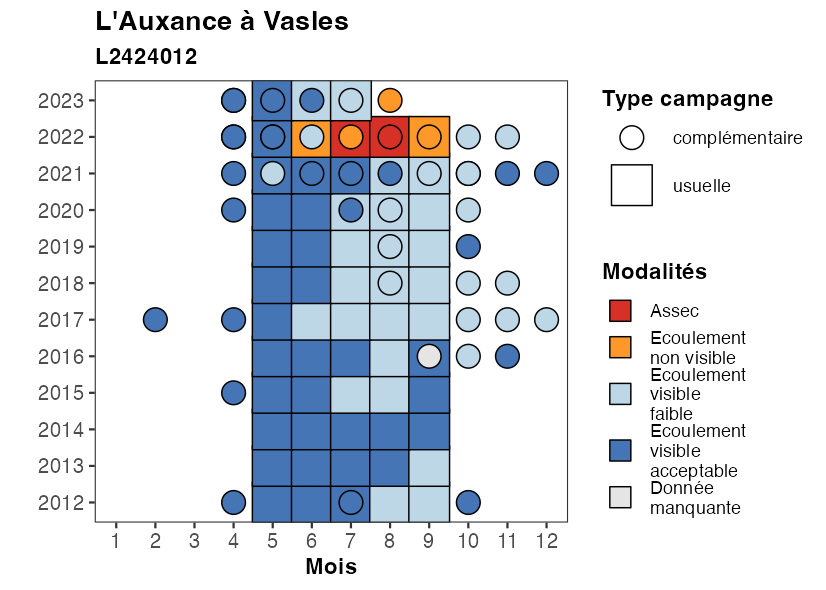 L'Auxance à Vasles
L2424012
2023
2022
2021
2020
2019
2018
2017
2016
2015
2014
2013
2012
1 2 3 4 5 6 7 8 9 10 11 12
Mois
Type campagne
complémentaire
usuelle
Modalités
Assec
Ecoulement
non visible
Ecoulement
visible
faible
Ecoulement
visible
acceptable
Donnée
manquante